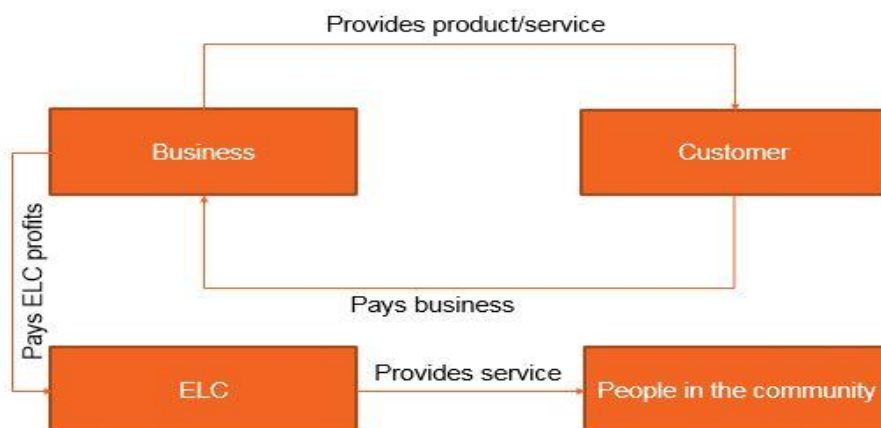 Provides product/service
Business
Customer
Pays ELC profits
Pays business
ELC
Provides service
People in the community